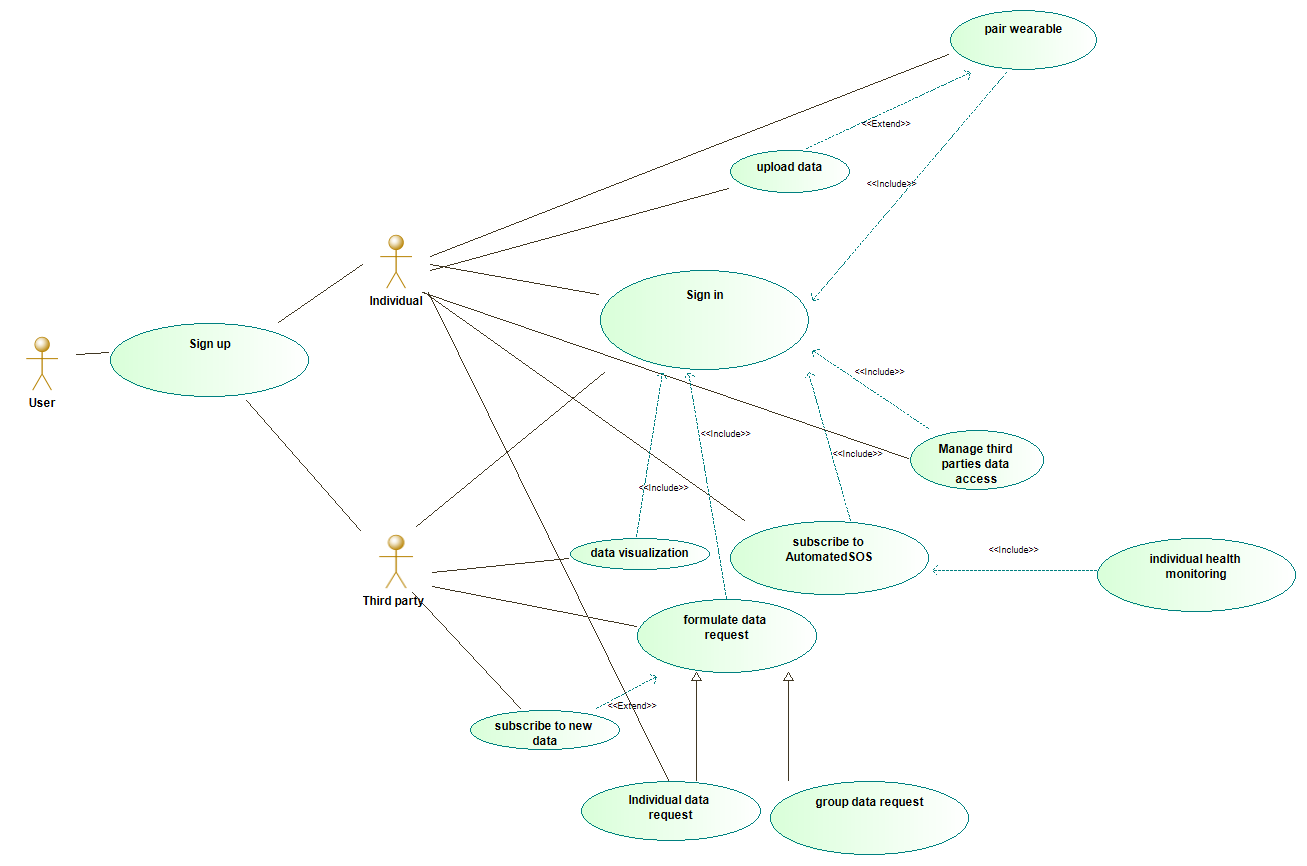 pair wearable
<<Extend>>
upload data
<<Include>>
Individual
Sign in
Sign up
User
<<Include>>
<<Include>>
<<Include>>
Manage third
parties data
access
<<Include>>
subscribe to
AutomatedSOS
data visualization
<<Include>>
individual health
monitoring
Third party
formulate data
request
<<Extend>>
subscribe to new
data
Individual data
request
group data request